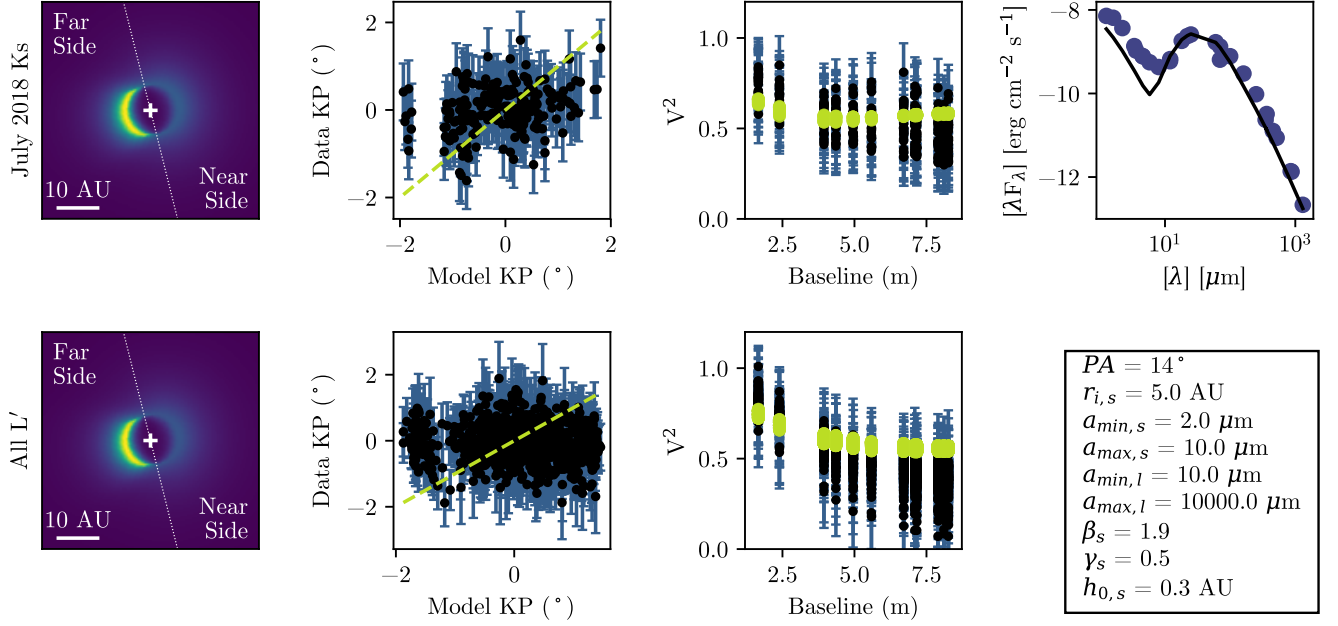 July 2018 Ks
Far
Side
Near
Side
10 AU
Data KP (°)
2
0
−2
−2
0
2
Model KP (°)
V²
1.0
0.5
0.0
2.5
5.0
7.5
Baseline (m)
[λF_λ] [erg cm⁻² s⁻¹]
−8
−10
−12
10¹
10³
[λ] [μm]
All L′
Far
Side
Near
Side
10 AU
Data KP (°)
2
0
−2
−2
0
Model KP (°)
V²
1.0
0.5
0.0
2.5
5.0
7.5
Baseline (m)
PA = 14°
r_{i,s} = 5.0 AU
a_{min,s} = 2.0 μm
a_{max,s} = 10.0 μm
a_{min,l} = 10.0 μm
a_{max,l} = 10000.0 μm
β_s = 1.9
γ_s = 0.5
h_{0,s} = 0.3 AU